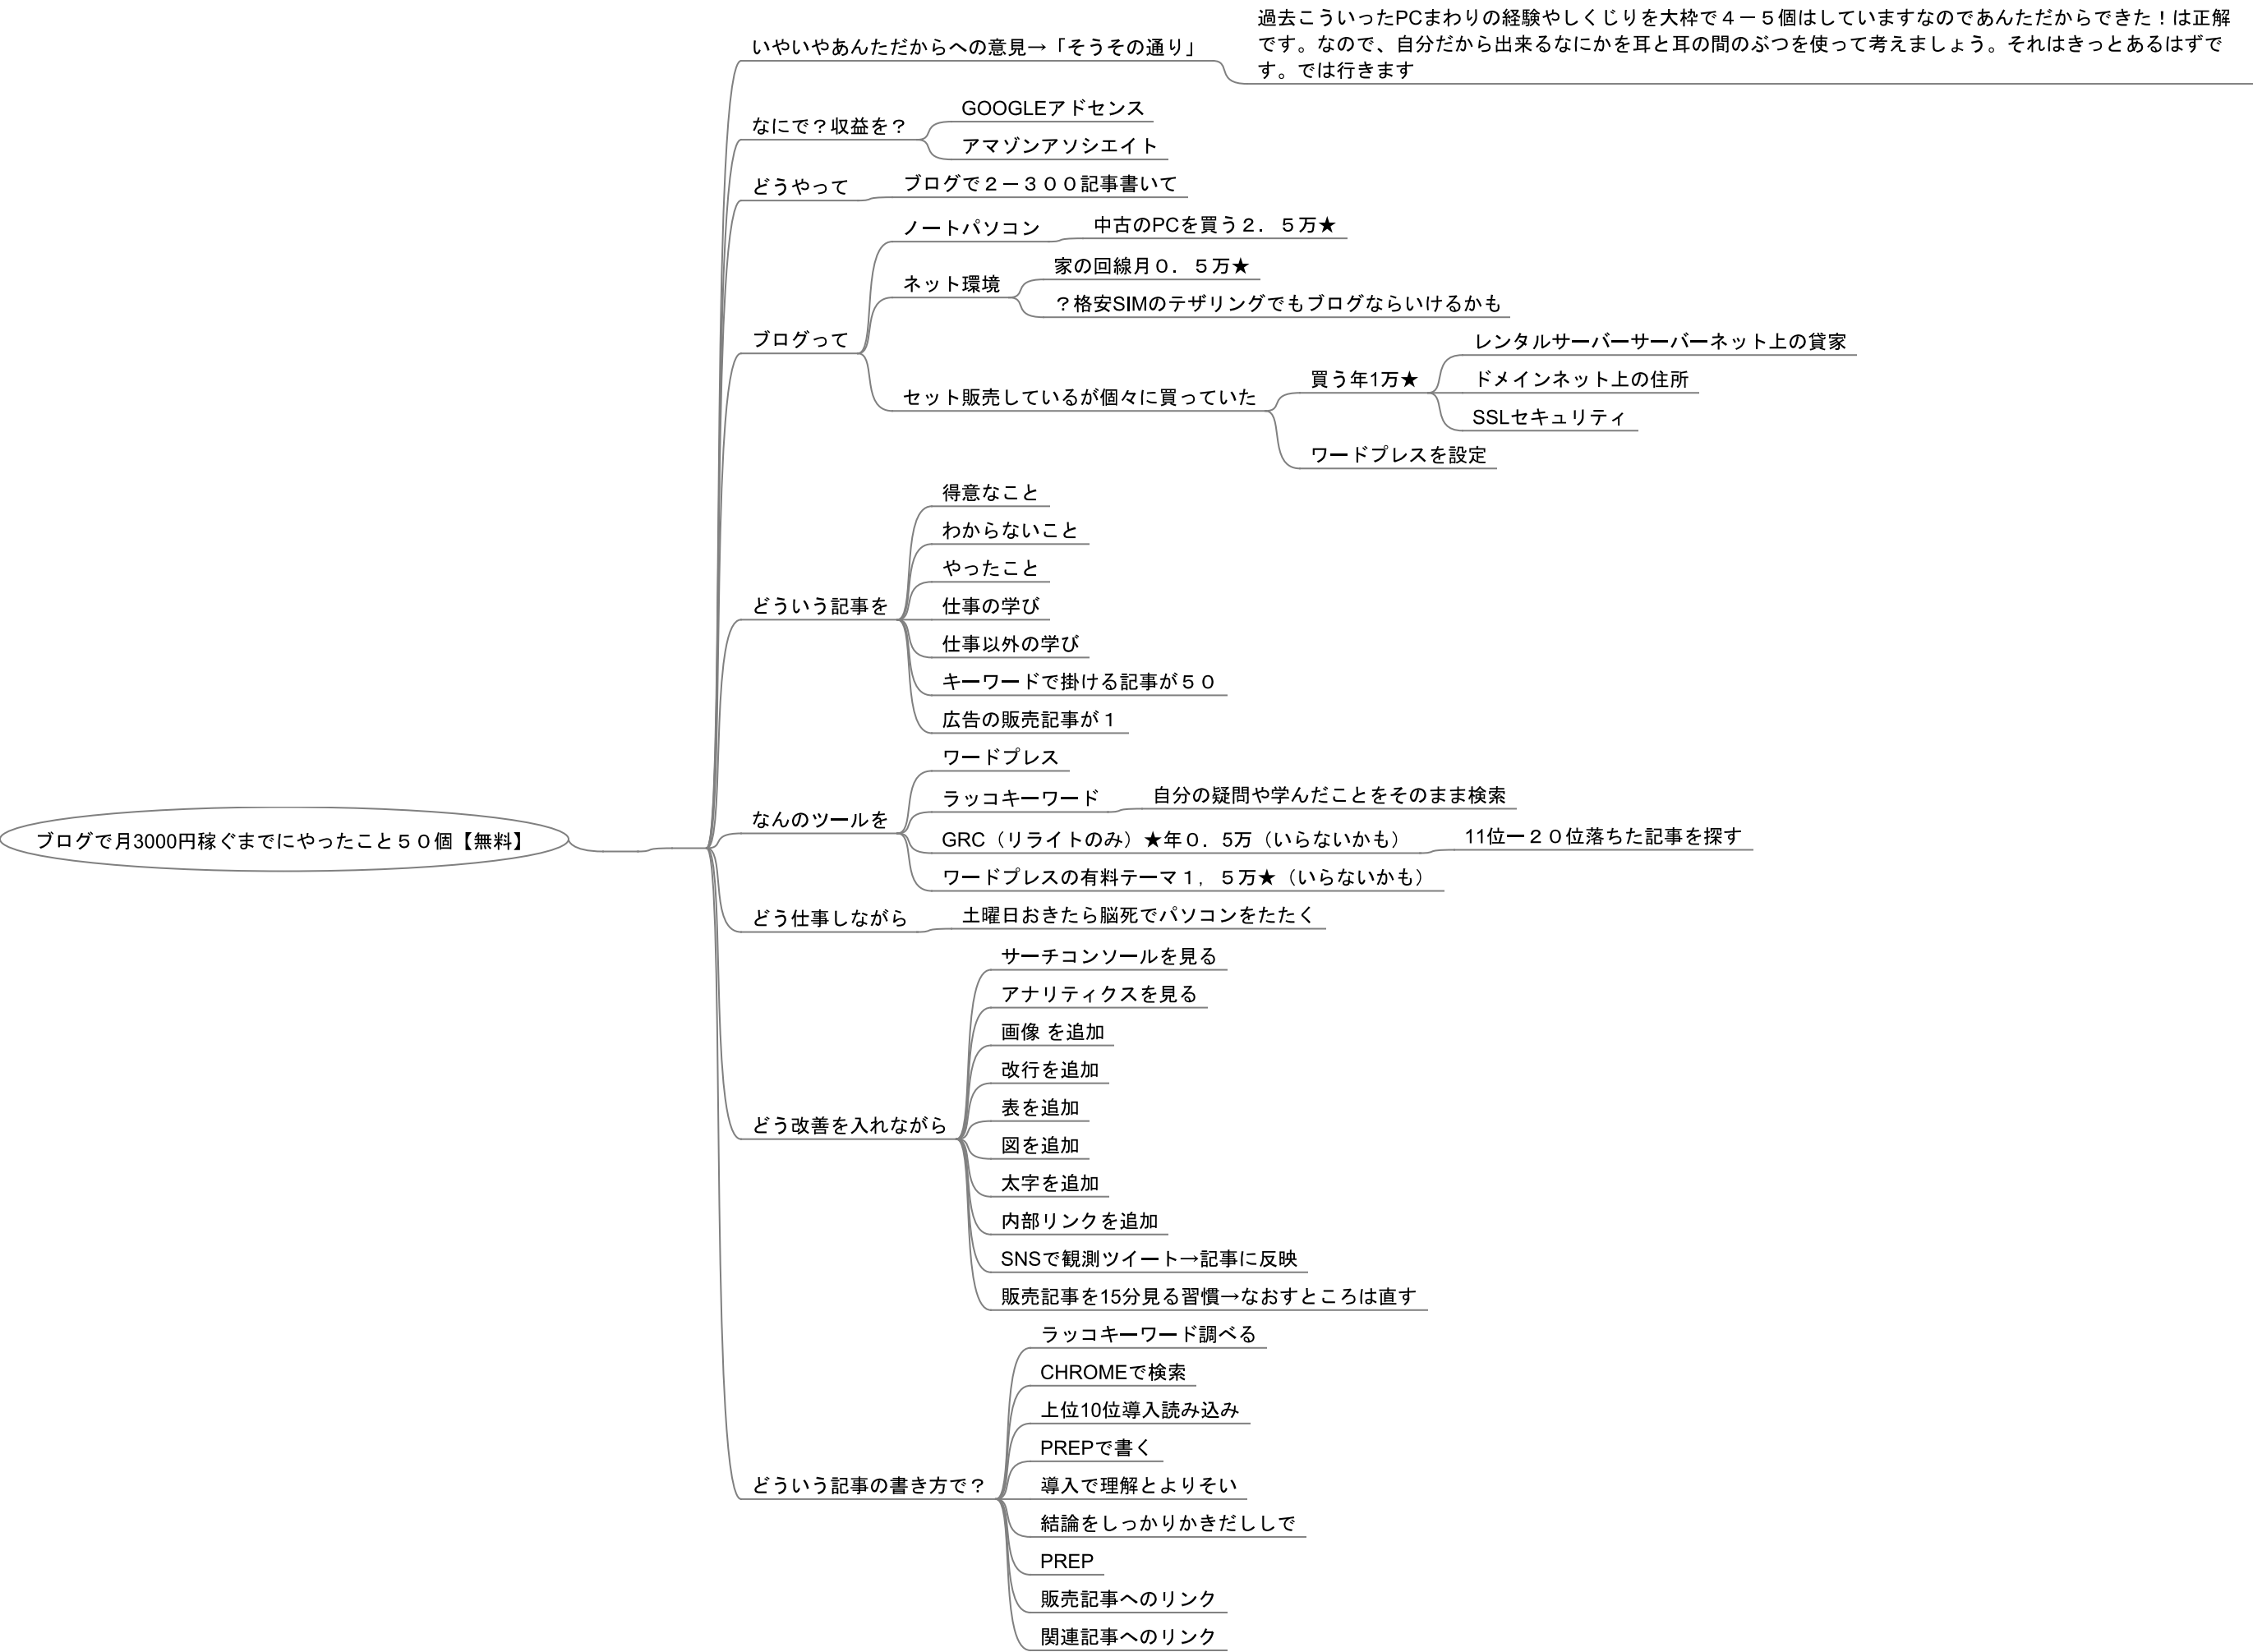 過去こういったPCまわりの経験やしくじりを大枠で４－５個はしていますなのであんただからできた！は正解
です。なので、自分だから出来るなにかを耳と耳の間のぶつを使って考えましょう。それはきっとあるはずで
す。では行きます
いやいやあんただからへの意見→「そうその通り」
なにで？収益を？
GOOGLEアドセンス
アマゾンアソシエイト
どうやって
ブログで２－３００記事書いて
ブログって
ノートパソコン
中古のPCを買う２．５万★
ネット環境
家の回線月０．５万★
？格安SIMのテザリングでもブログならいけるかも
セット販売しているが個々に買っていた
買う年1万★
レンタルサーバーサーバーネット上の貸家
ドメインネット上の住所
SSLセキュリティ
ワードプレスを設定
どういう記事を
得意なこと
わからないこと
やったこと
仕事の学び
仕事以外の学び
キーワードで掛ける記事が５０
広告の販売記事が１
ブログで月3000円稼ぐまでにやったこと５０個【無料】
なんのツールを
ワードプレス
ラッコキーワード
自分の疑問や学んだことをそのまま検索
GRC（リライトのみ）★年０．5万（いらないかも）
11位ー２０位落ちた記事を探す
ワードプレスの有料テーマ１，５万★（いらないかも）
どう仕事しながら
土曜日おきたら脳死でパソコンをたたく
どう改善を入れながら
サーチコンソールを見る
アナリティクスを見る
画像 を追加
改行を追加
表を追加
図を追加
太字を追加
内部リンクを追加
SNSで観測ツイート→記事に反映
販売記事を15分見る習慣→なおすところは直す
どういう記事の書き方で？
ラッコキーワード調べる
CHROMEで検索
上位10位導入読み込み
PREPで書く
導入で理解とよりそい
結論をしっかりかきだししで
PREP
販売記事へのリンク
関連記事へのリンク